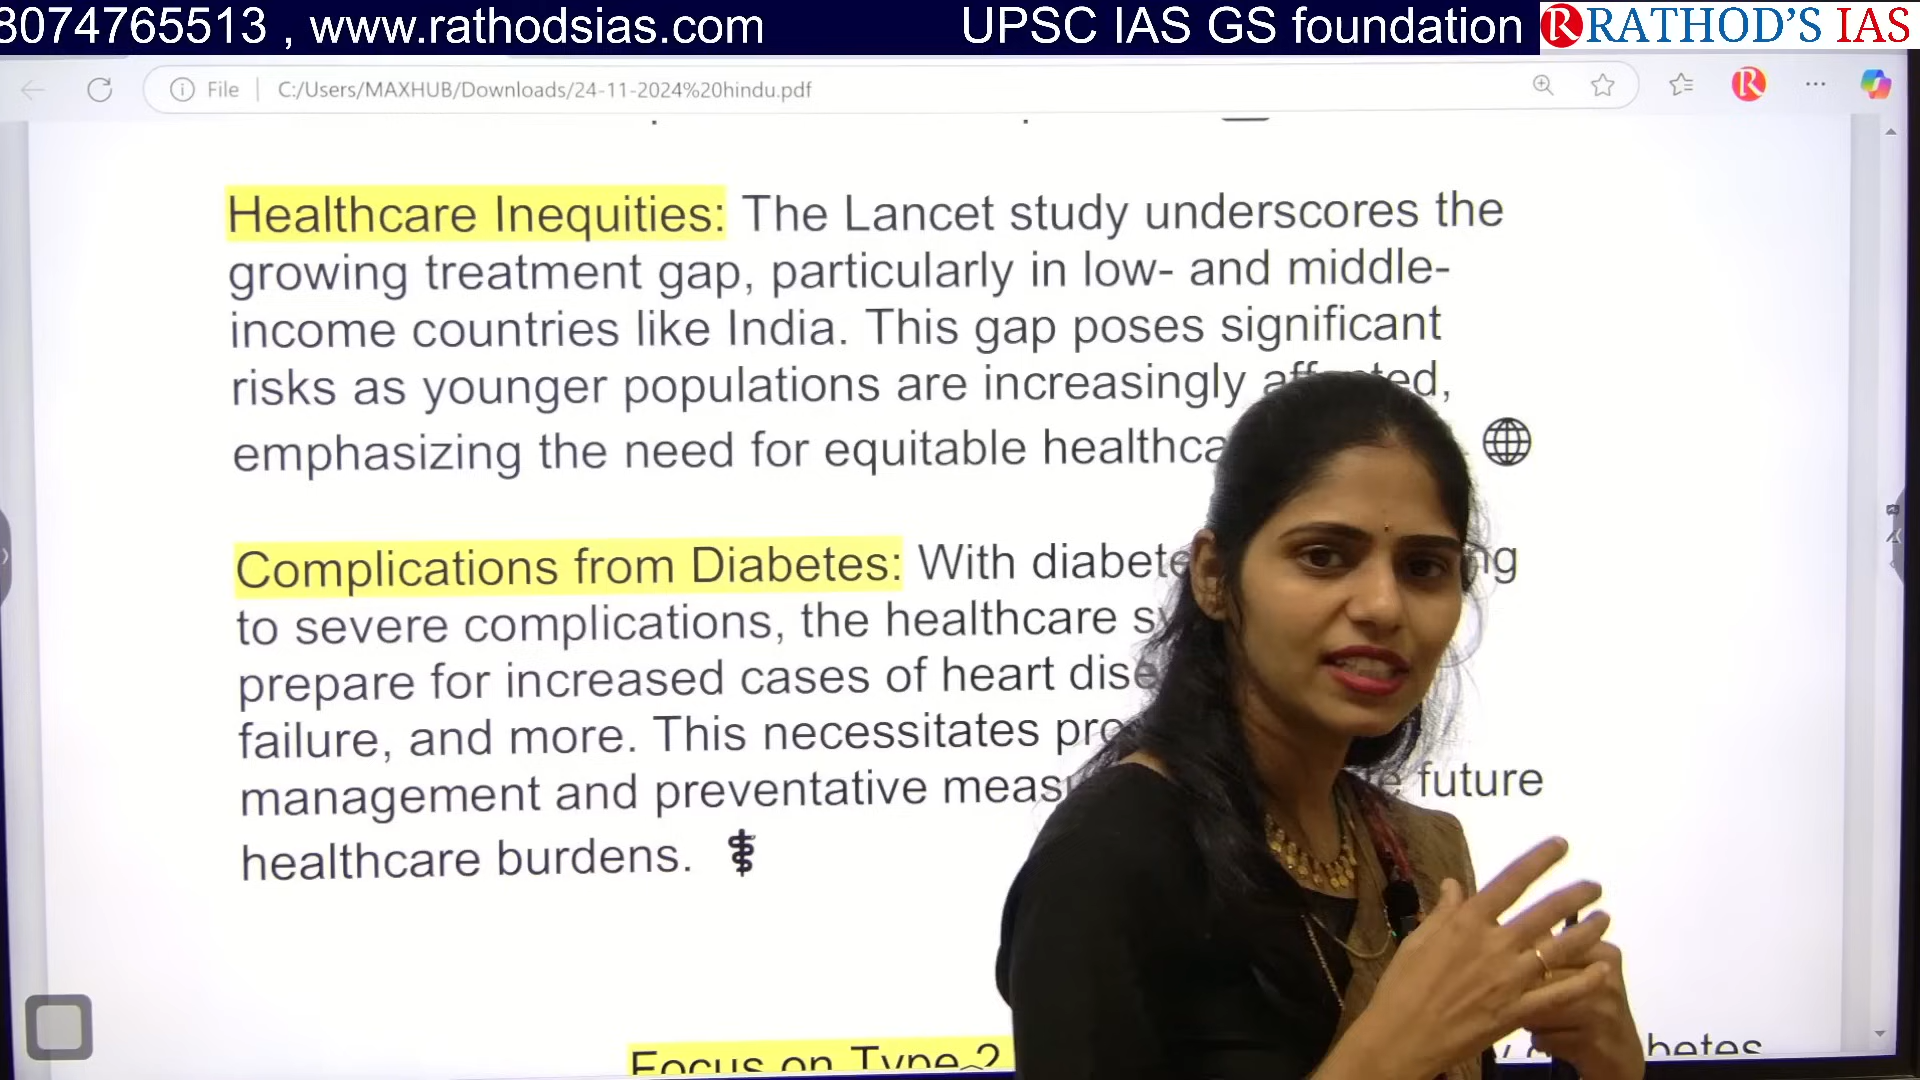 8074765513 , www.rathodsias.com UPSC IAS GS foundation R RATHOD'S IAS
File C:/Users/MAXHUB/Downloads/24-11-2024%20hindu.pdf
Healthcare Inequities: The Lancet study underscores the
growing treatment gap, particularly in low- and middle-
income countries like India. This gap poses significant
risks as younger populations are increasingly
emphasizing the need for equitable
Complications from Diabetes: With
to severe complications, the healthcare
prepare for increased cases of heart
failure, and more. This necessitates
management and preventative future
healthcare burdens.
Focus on Type 2